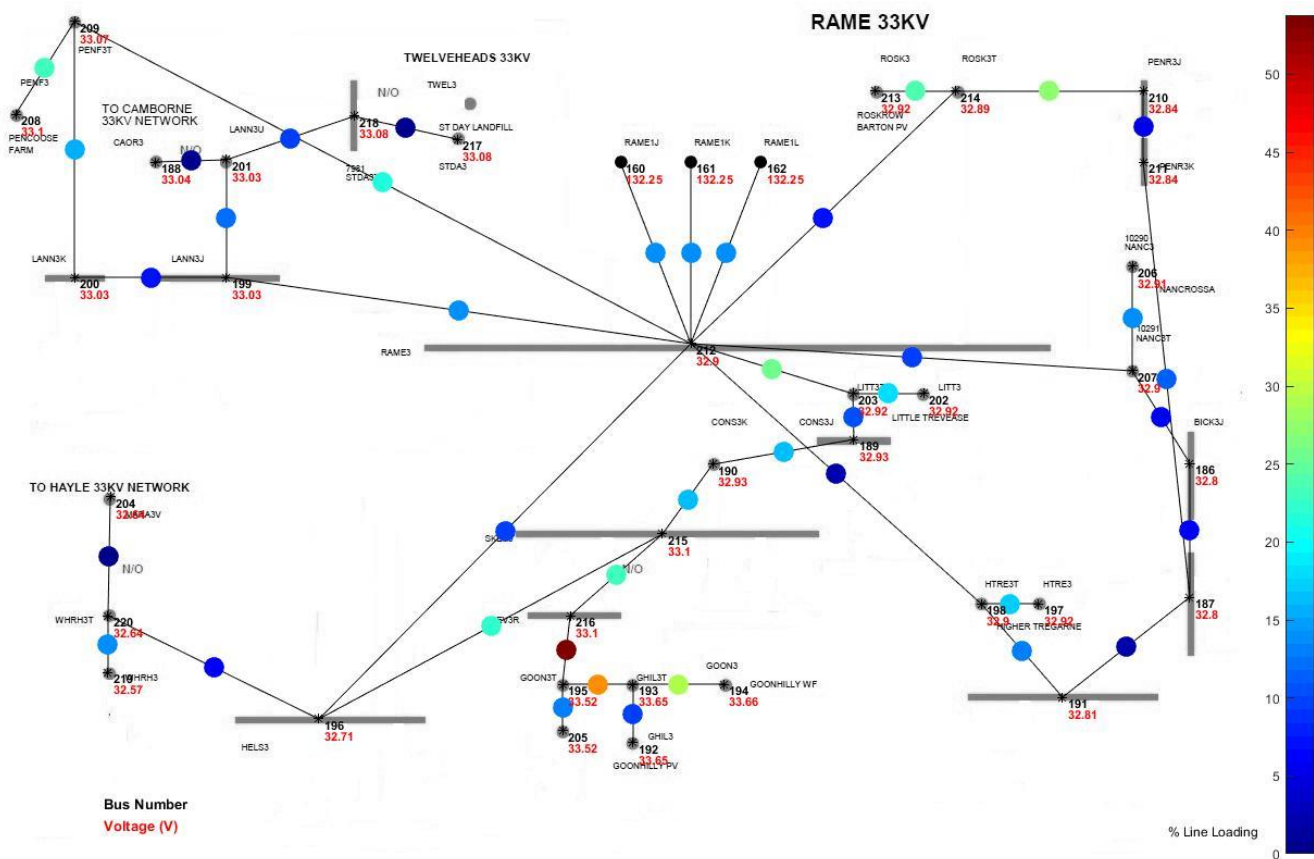 RAME 33KV
209
33.07
PENF3T
PENF3
208
33.1
PENCOOSE
FARM
TWELVEHEADS 33KV
N/O
TWEL3
TO CAMBORNE
33KV NETWORK
CAOR3
N/O
188
33.04
LANN3U
201
33.03
218
33.08
ST DAY LANDFILL
217
33.08
STDA3
7981
LANN3K
200
33.03
LANN3J
199
33.03
RAME1J
160
132.25
RAME1K
161
132.25
RAME1L
162
132.25
ROSK3
213
32.92
ROSKROW
BARTON PV
ROSK3T
214
32.89
PENR3J
210
32.84
211
PENR3K
32.84
10290
NANC3
206
32.91
NANCROSSA
10291
NANC3T
207
32.9
RAME3
212
32.9
LITT3T
203
32.92
LITT3
202
32.92
LITTLE TREVEASE
CONS3K
190
32.93
CONS3J
189
32.93
BICK3J
186
32.8
187
32.8
TO HAYLE 33KV NETWORK
204
N/O
WHRH3T
220
32.64
WHRH3
219
32.57
215
33.1
N/O
216
33.1
HELS3
196
32.71
GOON3T
195
33.52
205
33.52
GHIL3T
193
33.65
GHIL3
192
33.65
GOONHILLY PV
GOON3
194
33.66
GOONHILLY WF
HTRE3T
198
32.9
HTRE3
197
32.92
HIGHER TREGARNE
191
32.81
Bus Number
Voltage (V)
% Line Loading
50
45
40
35
30
25
20
15
10
5
0